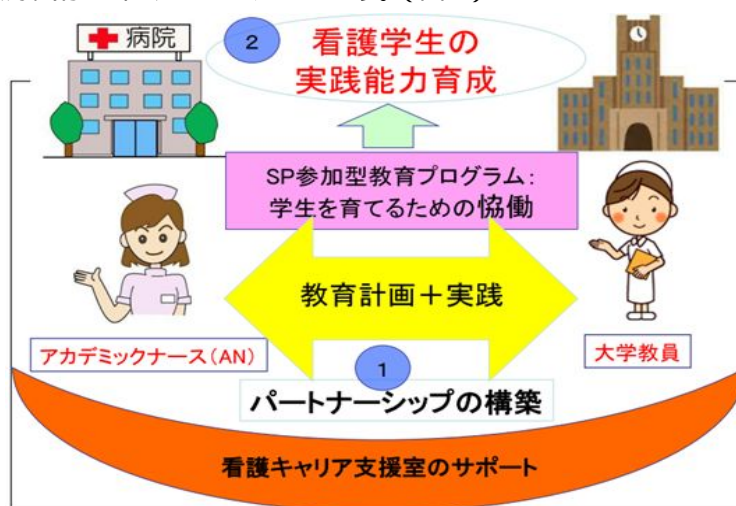 病院
2
看護学生の
実践能力育成
SP参加型教育プログラム:
学生を育てるための恊働
教育計画+実践
アカデミックナース(AN)
大学教員
1
パートナーシップの構築
看護キャリア支援室のサポート